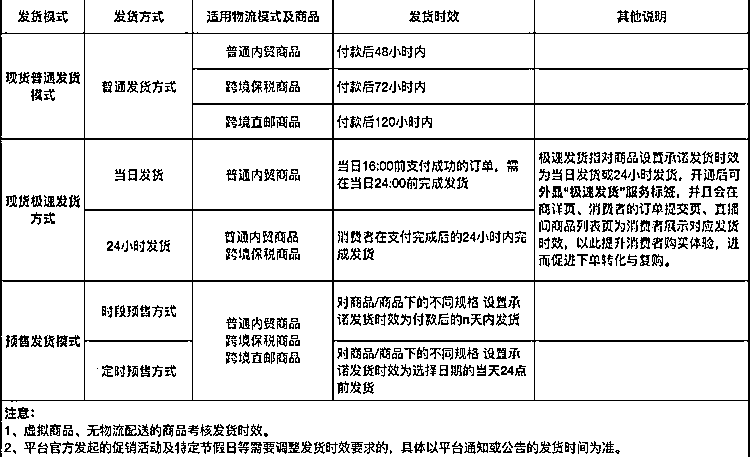 发货模式 发货方式 适用物流模式及商品 发货时效 其他说明
现货普通发货
模式
普通发货方式
普通内贸商品 付款后48小时内
跨境保税商品 付款后72小时内
跨境直邮商品 付款后120小时内
现货极速发货
方式
当日发货
普通内贸商品
当日16:00前支付成功的订单，需
在当日24:00前完成发货
24小时发货
普通内贸商品
跨境保税商品
消费者在支付完成后的24小时内完
成发货
极速发货指对商品设置承诺发货时效
为当日发货或24小时发货，开通后可
外显“极速发货”服务标签，并且会在
商详页、消费者的订单提交页、直播
间商品列表页为消费者展示对应发货
时效，以此提升消费者购买体验，进
而促进下单转化与复购。
预售发货模式
时段预售方式
普通内贸商品
跨境保税商品
跨境直邮商品
对商品/商品下的不同规格 设置承
诺发货时效为付款后的n天内发货
定时预售方式
对商品/商品下的不同规格 设置承
诺发货时效为选择日期的当天24点
前发货
注意：
1、虚拟商品、无物流配送的商品考核发货时效。
2、平台官方发起的促销活动及特定节假日等需要调整发货时效要求的，具体以平台通知或公告的发货时间为准。